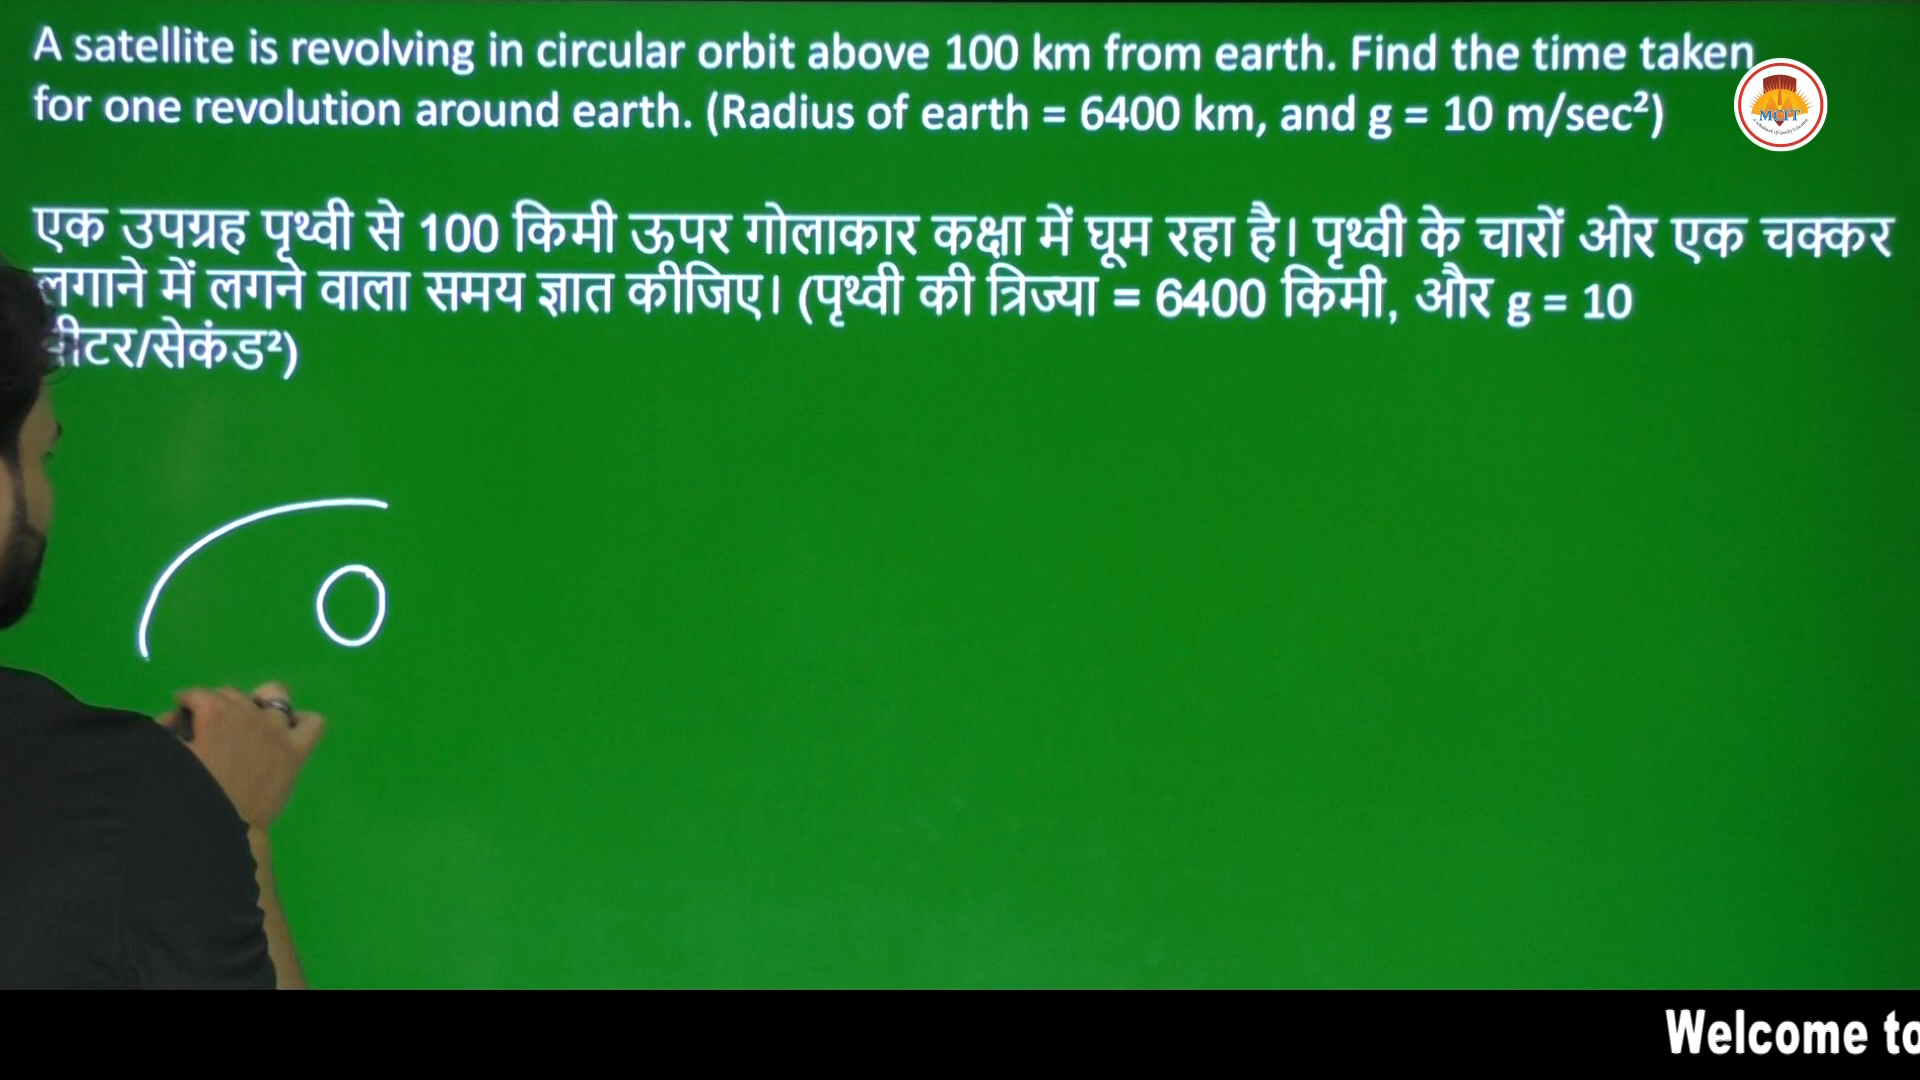 A satellite is revolving in circular orbit above 100 km from earth. Find the time taken
for one revolution around earth. (Radius of earth = 6400 km, and g = 10 m/sec²)
MCIT
एक उपग्रह पृथ्वी से 100 किमी ऊपर गोलाकार कक्षा में घूम रहा है। पृथ्वी के चारों ओर एक चक्कर
लगाने में लगने वाला समय ज्ञात कीजिए। (पृथ्वी की त्रिज्या = 6400 किमी, और g = 10
मीटर/सेकंड²)
Welcome to